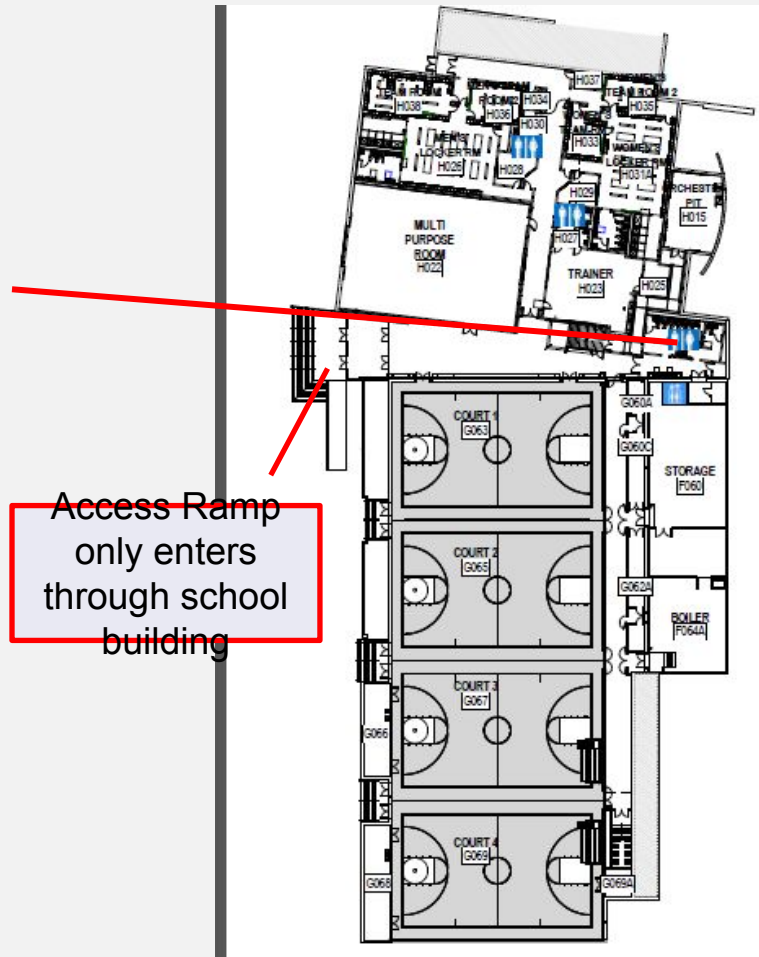 H037
TEAM ROOM
H038
H034
ROOM 2
H036
TEAM ROOM 2
H035
H030
MEN'S
LOCKER RM
H026
H028
H033
WOMEN'S
LOCKER RM
H031A
H029
H027
ORCHESTR
PIT
H015
MULTI
PURPOSE
ROOM
H022
TRAINER
H023
H025
COURT 1
G063
G060A
G060C
STORAGE
F060
Access Ramp
only enters
through school
building
COURT 2
G065
G062A
BOILER
F064A
COURT 3
G067
G066
COURT 4
G069
G068
G069A